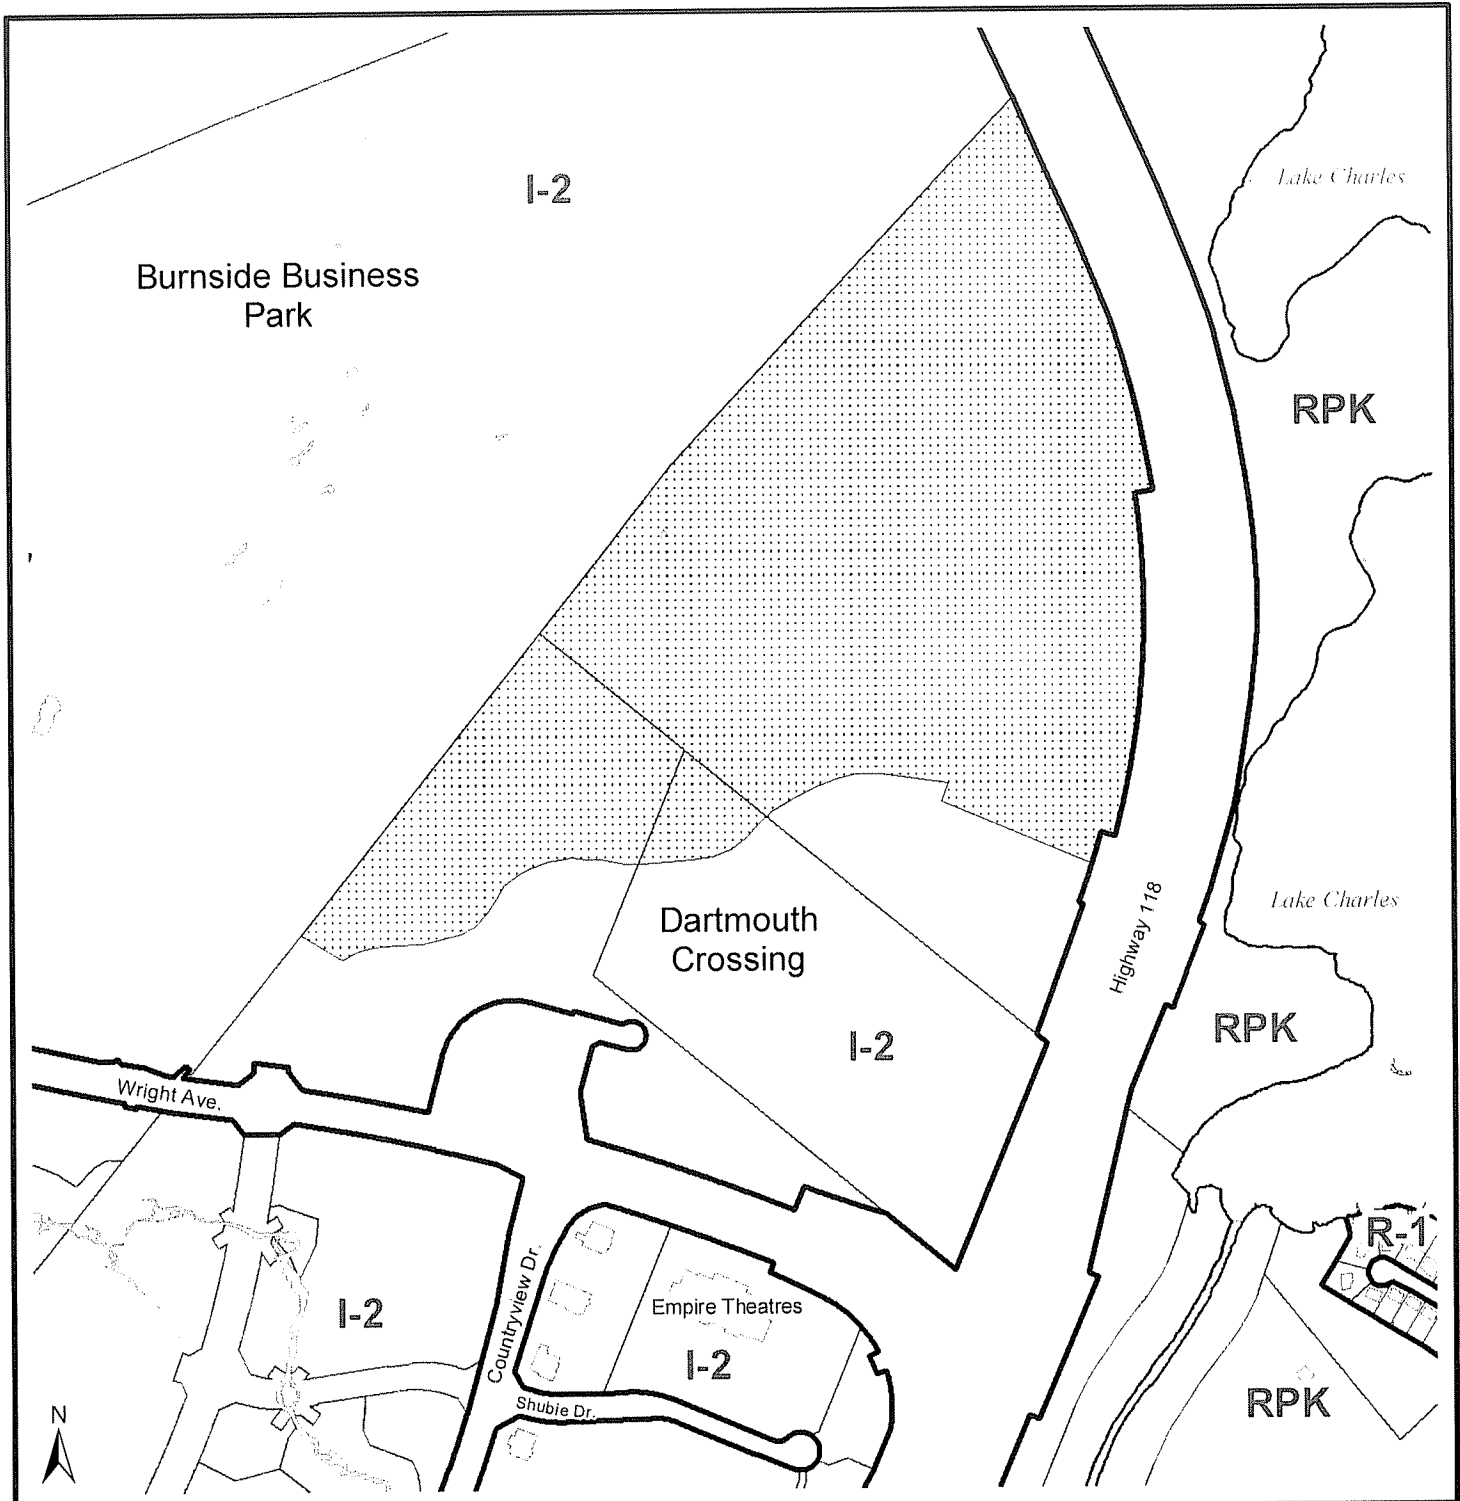 Lake Charles
I-2
Burnside Business
Park
RPK
Dartmouth
Crossing
Highway 118
Lake Charles
I-2
RPK
Wright Ave.
R-1
Countryview Dr.
Empire Theatres
I-2
I-2
Shubie Dr.
RPK
N